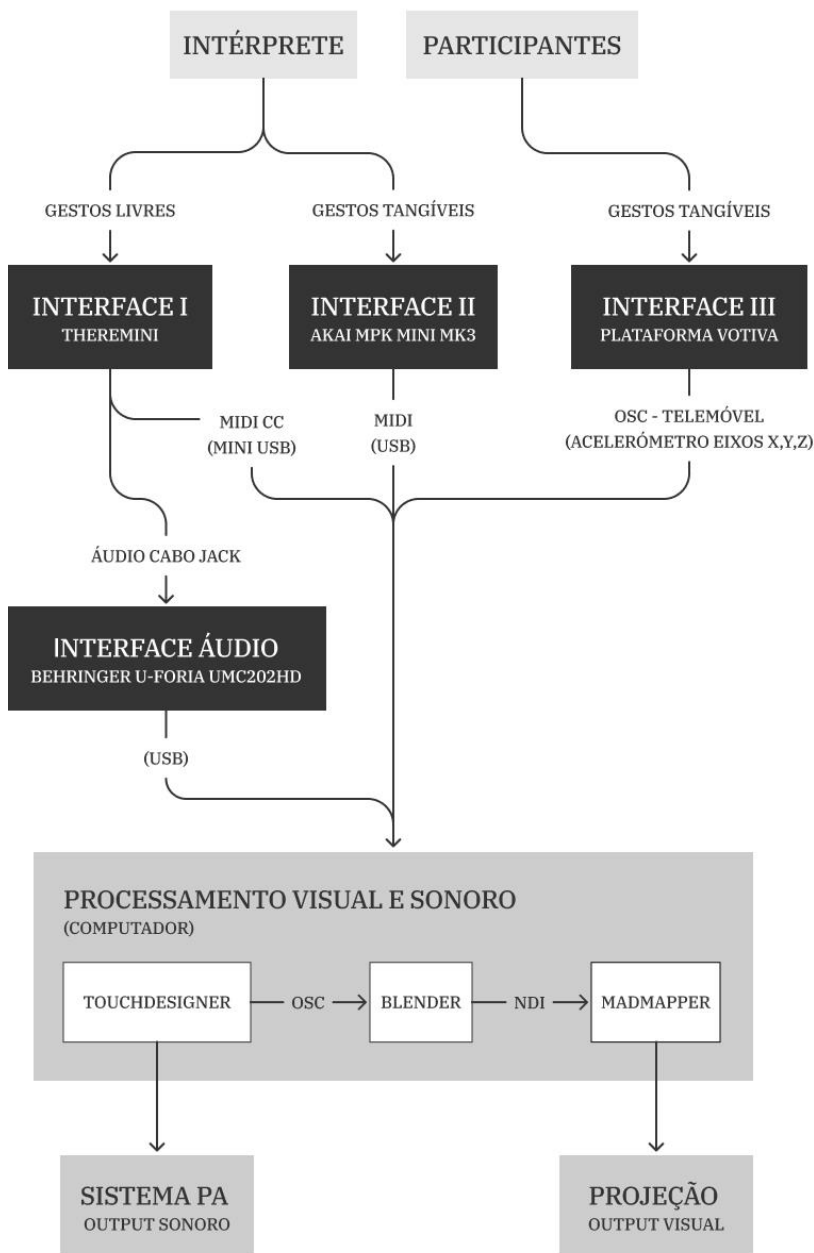 INTÉRPRETE
PARTICIPANTES
GESTOS LIVRES
GESTOS TANGÍVEIS
GESTOS TANGÍVEIS
INTERFACE I
THEREMINI
INTERFACE II
AKAI MPK MINI MK3
INTERFACE III
PLATAFORMA VOTIVA
MIDI CC
(MINI USB)
MIDI
(USB)
OSC - TELEMÓVEL
(ACELERÓMETRO EIXOS X,Y,Z)
ÁUDIO CABO JACK
INTERFACE ÁUDIO
BEHRINGER U-FORIA UMC202HD
(USB)
PROCESSAMENTO VISUAL E SONORO
(COMPUTADOR)
TOUCHDESIGNER
OSC
BLENDER
NDI
MADMAPPER
SISTEMA PA
OUTPUT SONORO
PROJEÇÃO
OUTPUT VISUAL